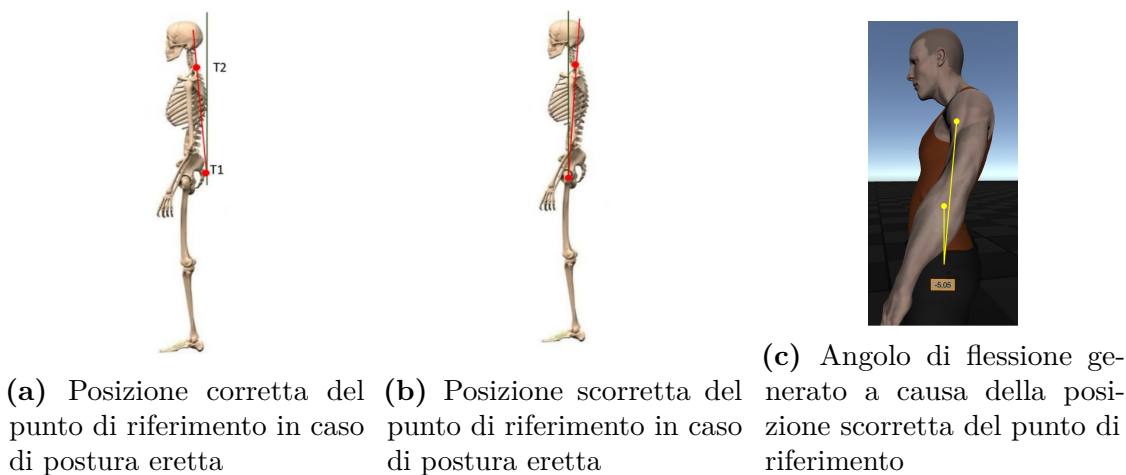 T2
T1
-5.05
(a) Posizione corretta del
punto di riferimento in caso
di postura eretta
(b) Posizione scorretta del
punto di riferimento in caso
di postura eretta
(c) Angolo di flessione ge-
nerato a causa della posi-
zione scorretta del punto di
riferimento